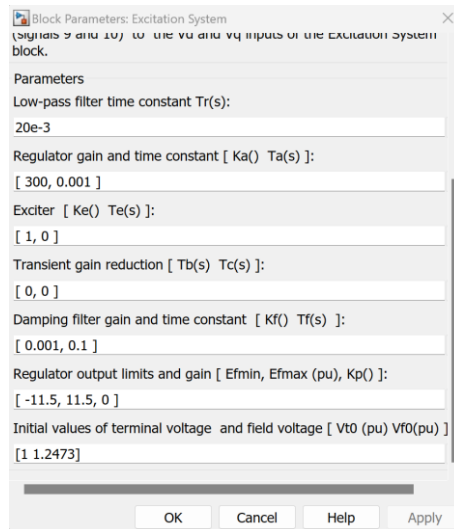 Block Parameters: Excitation System
(signals 9 and 10) to the Vd and Vq inputs of the Excitation System
block.
Parameters
Low-pass filter time constant Tr(s):
20e-3
Regulator gain and time constant [ Ka() Ta(s) ]:
[ 300, 0.001 ]
Exciter [ Ke() Te(s) ]:
[ 1, 0 ]
Transient gain reduction [ Tb(s) Tc(s) ]:
[ 0, 0 ]
Damping filter gain and time constant [ Kf() Tf(s) ]:
[ 0.001, 0.1 ]
Regulator output limits and gain [ Efmin, Efmax (pu), Kp() ]:
[ -11.5, 11.5, 0 ]
Initial values of terminal voltage and field voltage [ Vt0 (pu) Vf0(pu) ]
[1 1.2473]
OK Cancel Help Apply